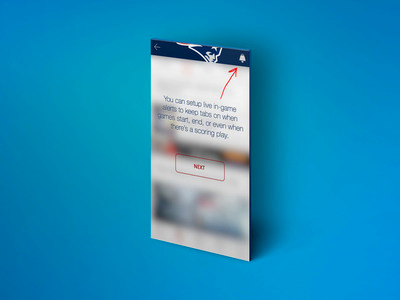 You can setup live in-game
alerts to keep tabs on when
games start, end, or even when
there's a scoring play.
NEXT